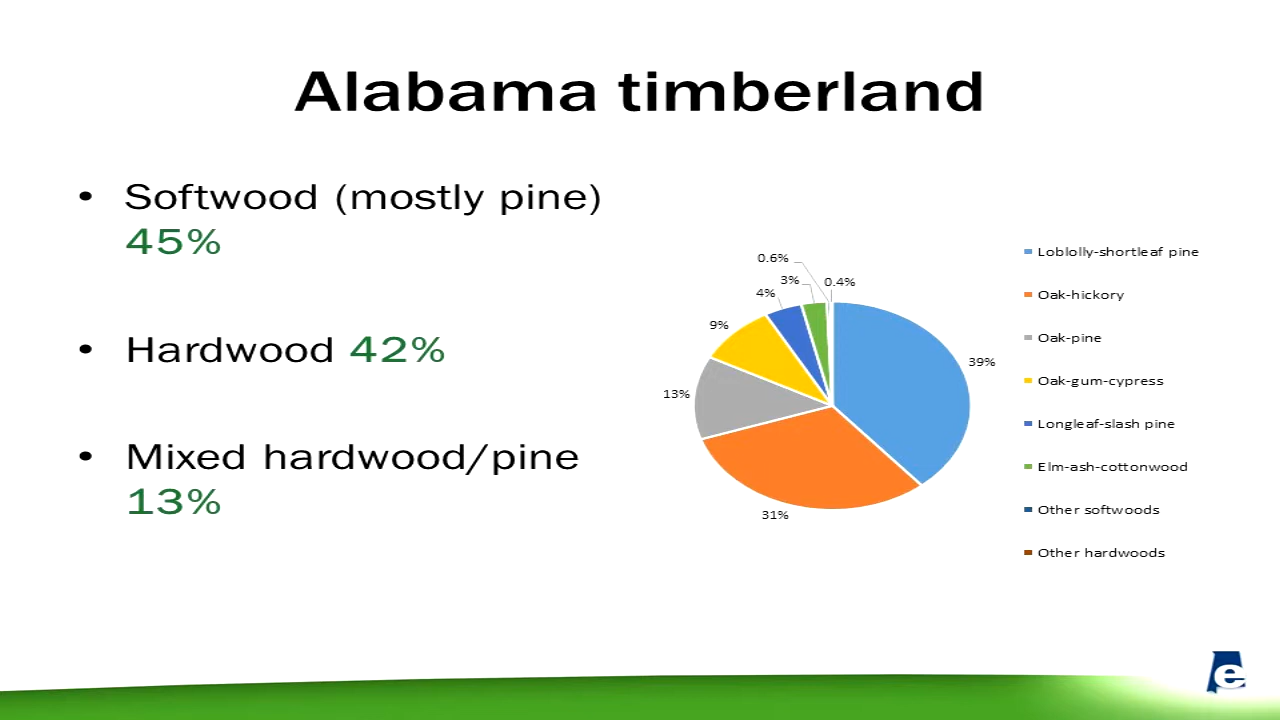 Alabama timberland
• Softwood (mostly pine)
45%
• Hardwood 42%
• Mixed hardwood/pine
13%
0.6%
3%
0.4%
4%
9%
39%
13%
31%
Loblolly-shortleaf pine
Oak-hickory
Oak-pine
Oak-gum-cypress
Longleaf-slash pine
Elm-ash-cottonwood
Other softwoods
Other hardwoods
e